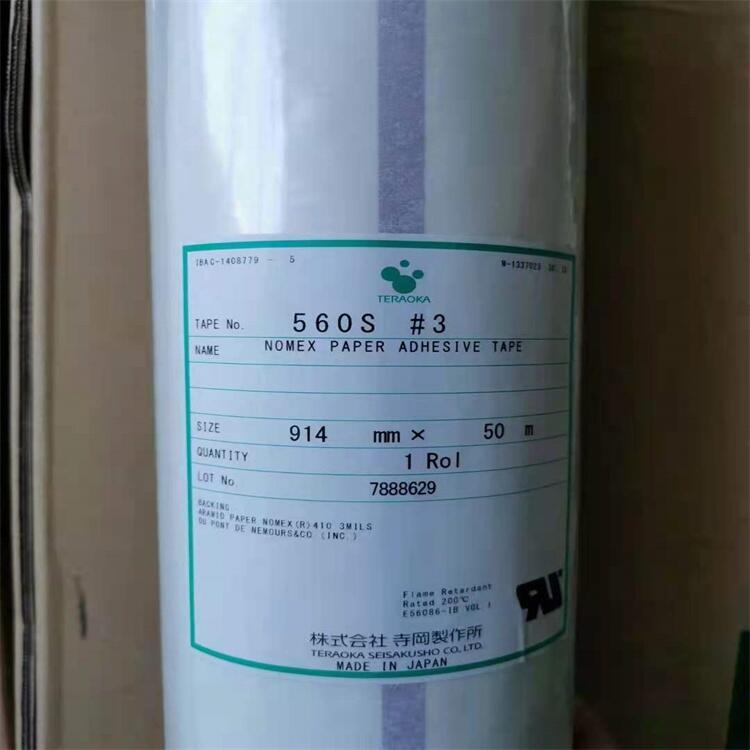 IBAC-1408779 - 5
TERAOKA
TAPE No. 560S #3
NAME NOMEX PAPER ADHESIVE TAPE
SIZE 914 mm × 50 m
QUANTITY 1 Rol
LOT No 7888629
BACKING
ARAMID PAPER NOMEX(R)410 3MILS
DU PONT DE NEMOURS&CO (INC.)
Flame Retardant
Rated 200℃
E56086-IB VOL 1
株式会社 寺岡製作所
TERAOKA SEISAKUSHO CO., LTD.
MADE IN JAPAN